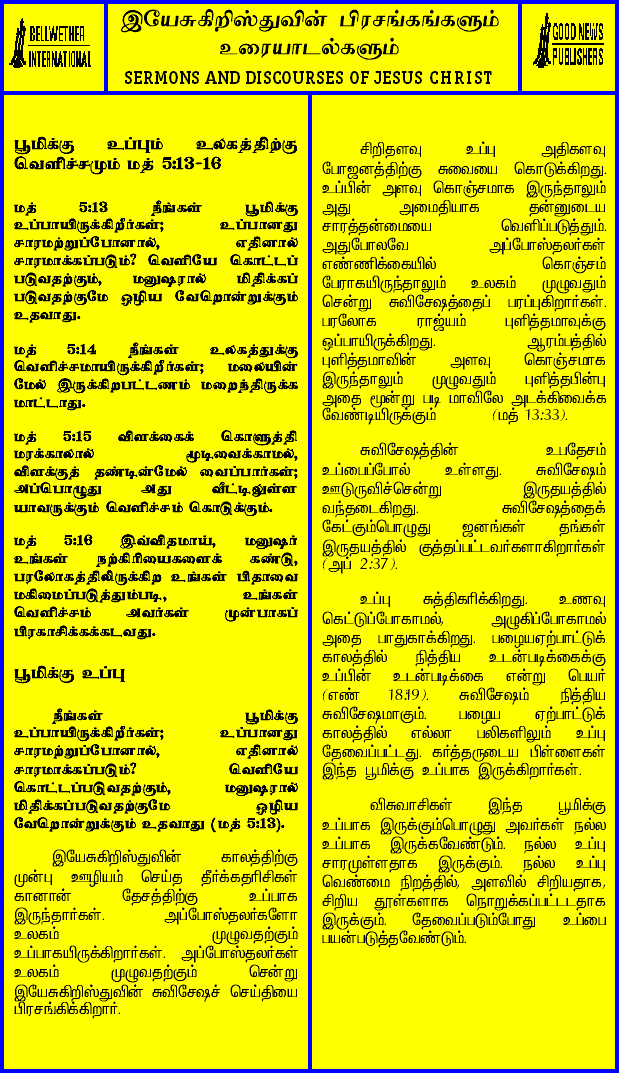 BELLWETHER
INTERNATIONAL
இயேசுகிறிஸ்துவின் பிரசங்கங்களும்
உரையாடல்களும்
SERMONS AND DISCOURSES OF JESUS CHRIST
GOOD NEWS
PUBLISHERS
பூமிக்கு உப்பும் உலகத்திற்கு
வெளிச்சமும் மத் 5:13-16
மத் 5:13 நீங்கள் பூமிக்கு
உப்பாயிருக்கிறீர்கள்; உப்பானது
சாரமற்றுப்போனால், எதினால்
சாரமாக்கப்படும்? வெளியே கொட்டப்
படுவதற்கும், மனுஷரால் மிதிக்கப்
படுவதற்குமே ஒழிய வேறொன்றுக்கும்
உதவாது.
மத் 5:14 நீங்கள் உலகத்துக்கு
வெளிச்சமாயிருக்கிறீர்கள்; மலையின்
மேல் இருக்கிறபட்டணம் மறைந்திருக்க
மாட்டாது.
மத் 5:15 விளக்கைக் கொளுத்தி
மரக்காலால் மூடிவைக்காமல்,
விளக்குத் தண்டின்மேல் வைப்பார்கள்;
அப்பொழுது அது வீட்டிலுள்ள
யாவருக்கும் வெளிச்சம் கொடுக்கும்.
மத் 5:16 இவ்விதமாய், மனுஷர்
உங்கள் நற்கிரியைகளைக் கண்டு,
பரலோகத்திலிருக்கிற உங்கள் பிதாவை
மகிமைப்படுத்தும்படி, உங்கள்
வெளிச்சம் அவர்கள் முன்பாகப்
பிரகாசிக்கக்கடவது.
பூமிக்கு உப்பு
நீங்கள் பூமிக்கு
உப்பாயிருக்கிறீர்கள்; உப்பானது
சாரமற்றுப்போனால், எதினால்
சாரமாக்கப்படும்? வெளியே
கொட்டப்படுவதற்கும், மனுஷரால்
மிதிக்கப்படுவதற்குமே ஒழிய
வேறொன்றுக்கும் உதவாது (மத் 5:13).
இயேசுகிறிஸ்துவின் காலத்திற்கு
முன்பு ஊழியம் செய்த தீர்க்கதரிசிகள்
கானான் தேசத்திற்கு உப்பாக
இருந்தார்கள். அப்போஸ்தலர்களோ
உலகம் முழுவதற்கும்
உப்பாகயிருக்கிறார்கள். அப்போஸ்தலர்கள்
உலகம் முழுவதற்கும் சென்று
இயேசுகிறிஸ்துவின் சுவிசேஷச் செய்தியை
பிரசங்கிக்கிறார்.
சிறிதளவு உப்பு அதிகளவு
போஜனத்திற்கு சுவையை கொடுக்கிறது.
உப்பின் அளவு கொஞ்சமாக இருந்தாலும்
அது அமைதியாக தன்னுடைய
சாரத்தன்மையை வெளிப்படுத்தும்.
அதுபோலவே அப்போஸ்தலர்கள்
எண்ணிக்கையில் கொஞ்சம்
பேராகயிருந்தாலும் உலகம் முழுவதும்
சென்று சுவிசேஷத்தைப் பரப்புகிறார்கள்.
பரலோக ராஜ்யம் புளித்தமாவுக்கு
ஒப்பாயிருக்கிறது. ஆரம்பத்தில்
புளித்தமாவின் அளவு கொஞ்சமாக
இருந்தாலும் முழுவதும் புளித்தபின்பு
அதை மூன்று படி மாவிலே அடக்கிவைக்க
வேண்டியிருக்கும் (மத் 13:33).
சுவிசேஷத்தின் உபதேசம்
உப்பைப்போல் உள்ளது. சுவிசேஷம்
ஊடுருவிச்சென்று இருதயத்தில்
வந்தடைகிறது. சுவிசேஷத்தைக்
கேட்கும்பொழுது ஜனங்கள் தங்கள்
இருதயத்தில் குத்தப்பட்டவர்களாகிறார்கள்
(அப் 2:37).
உப்பு சுத்திகரிக்கிறது. உணவு
கெட்டுப்போகாமல், அழுகிப்போகாமல்
அதை பாதுகாக்கிறது. பழையஏற்பாட்டுக்
காலத்தில் நித்திய உடன்படிக்கைக்கு
உப்பின் உடன்படிக்கை என்று பெயர்
(எண் 18:19). சுவிசேஷம் நித்திய
சுவிசேஷமாகும். பழைய ஏற்பாட்டுக்
காலத்தில் எல்லா பலிகளிலும் உப்பு
தேவைப்பட்டது. கர்த்தருடைய பிள்ளைகள்
இந்த பூமிக்கு உப்பாக இருக்கிறார்கள்.
விசுவாசிகள் இந்த பூமிக்கு
உப்பாக இருக்கும்பொழுது அவர்கள் நல்ல
உப்பாக இருக்கவேண்டும். நல்ல உப்பு
சாரமுள்ளதாக இருக்கும். நல்ல உப்பு
வெண்மை நிறத்தில், அளவில் சிறியதாக,
சிறிய தூள்களாக நொறுக்கப்பட்டதாக
இருக்கும். தேவைப்படும்போது உப்பை
பயன்படுத்தவேண்டும்.